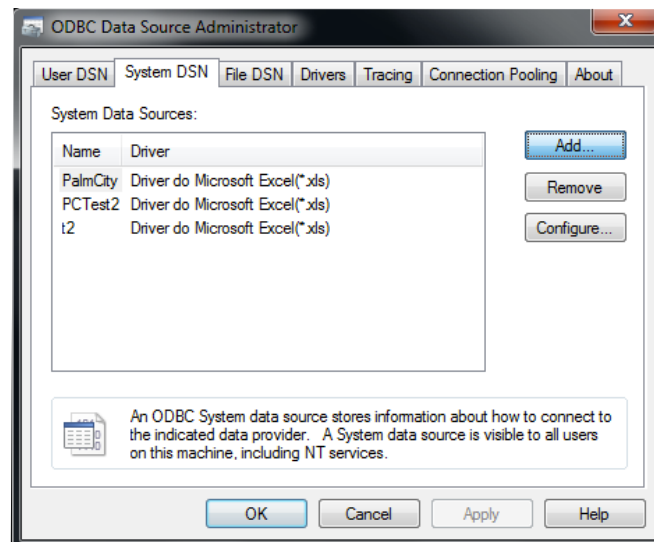 ODBC Data Source Administrator
User DSN System DSN File DSN Drivers Tracing Connection Pooling About
System Data Sources:
Name Driver
PalmCity Driver do Microsoft Excel(*.xls)
PCTest2 Driver do Microsoft Excel(*.xls)
t2 Driver do Microsoft Excel(*.xls)
Add...
Remove
Configure...
An ODBC System data source stores information about how to connect to
the indicated data provider. A System data source is visible to all users
on this machine, including NT services.
OK Cancel Apply Help